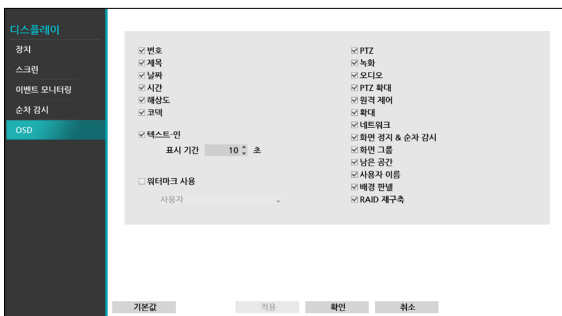 디스플레이
장치
스크린
이벤트 모니터링
순차 감시
OSD
번호
제목
날짜
시간
해상도
코덱
텍스트-인
표시 기간 10 초
워터마크 사용
사용자
PTZ
녹화
오디오
PTZ 확대
원격 제어
확대
네트워크
화면 정지 & 순차 감시
화면 그룹
남은 공간
사용자 이름
배경 판넬
RAID 재구축
기본값 적용 확인 취소